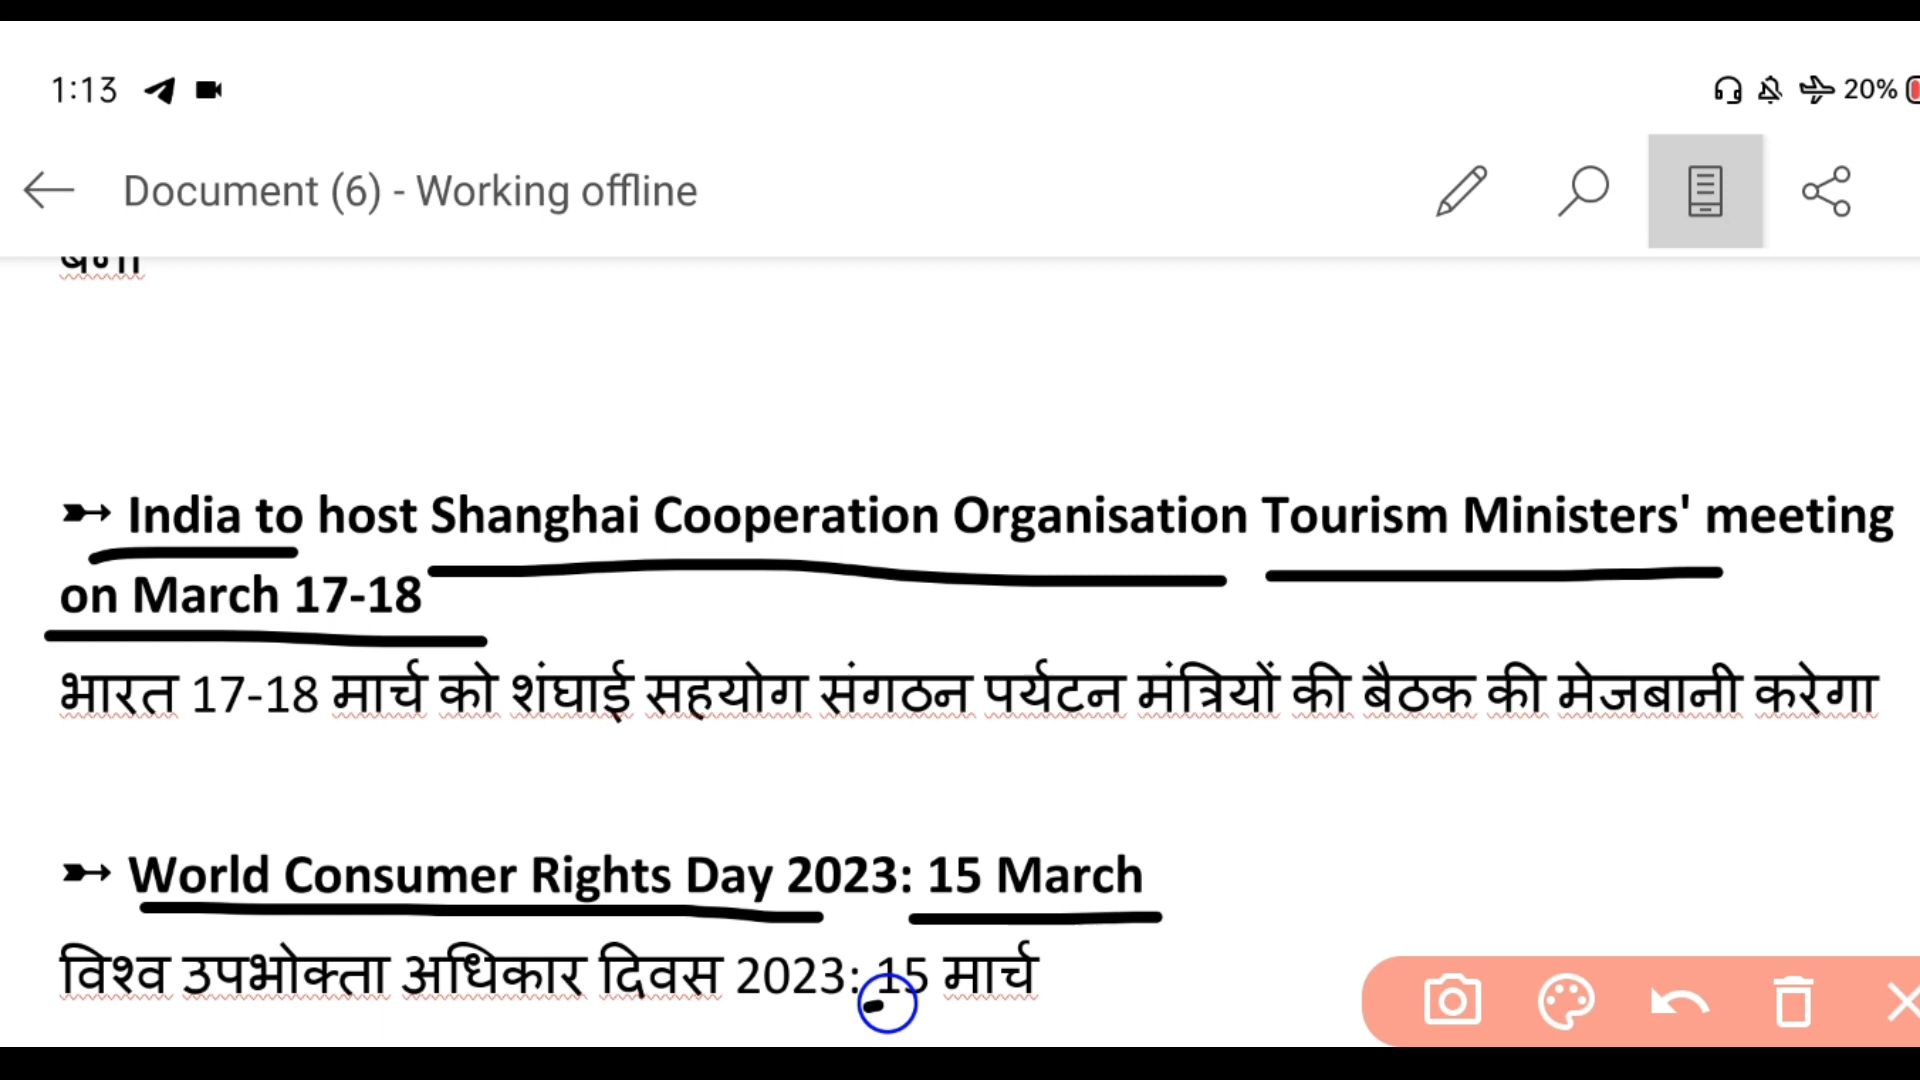 1:13 20%
Document (6) - Working offline
➵ India to host Shanghai Cooperation Organisation Tourism Ministers' meeting
on March 17-18
भारत 17-18 मार्च को शंघाई सहयोग संगठन पर्यटन मंत्रियों की बैठक की मेजबानी करेगा
➵ World Consumer Rights Day 2023: 15 March
विश्व उपभोक्ता अधिकार दिवस 2023: 15 मार्च